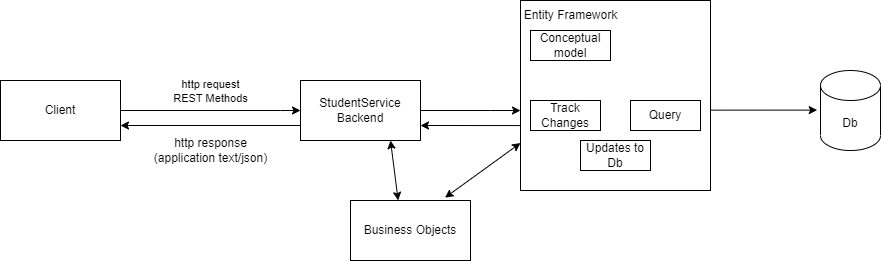 Entity Framework
Conceptual
model
http request
REST Methods
Client
StudentService
Backend
Track
Changes
Query
Db
http response
(application text/json)
Updates to
Db
Business Objects